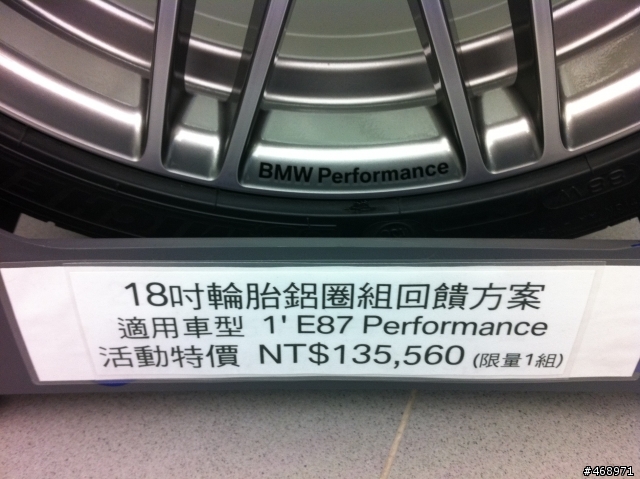 BMW Performance
18吋輪胎鋁圈組回饋方案
適用車型 1' E87 Performance
活動特價 NT$135,560 (限量1組)
#468971